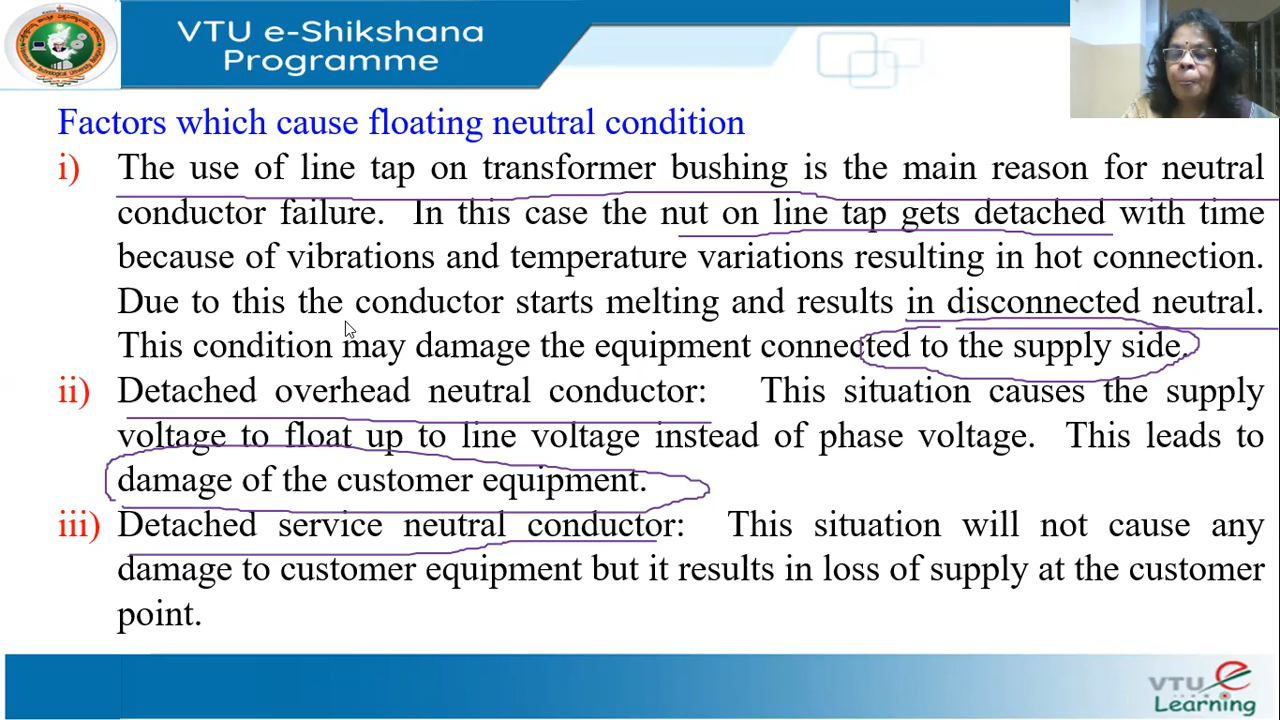 VTU e-Shikshana
Programme
Factors which cause floating neutral condition
i) The use of line tap on transformer bushing is the main reason for neutral
conductor failure. In this case the nut on line tap gets detached with time
because of vibrations and temperature variations resulting in hot connection.
Due to this the conductor starts melting and results in disconnected neutral.
This condition may damage the equipment connected to the supply side.
ii) Detached overhead neutral conductor: This situation causes the supply
voltage to float up to line voltage instead of phase voltage. This leads to
damage of the customer equipment.
iii) Detached service neutral conductor: This situation will not cause any
damage to customer equipment but it results in loss of supply at the customer
point.
VTU e
Learning